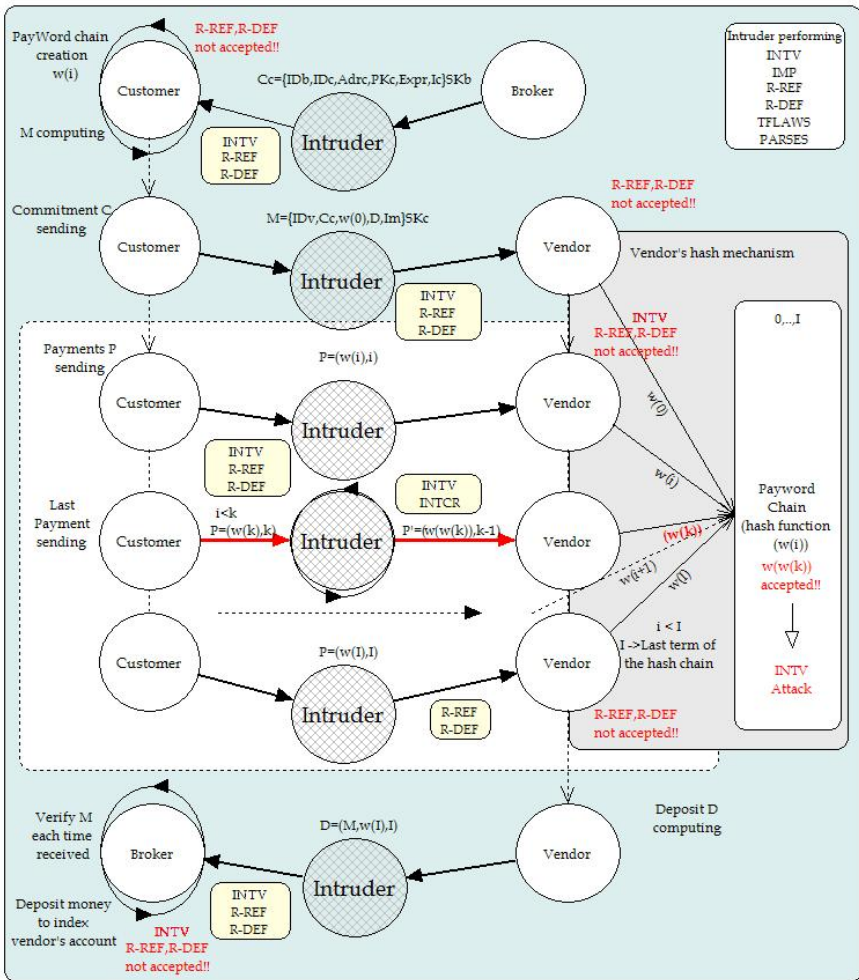 PayWord chain
creation
w(i)
R-REF,R-DEF
not accepted!!
Customer
M computing
Cc={IDb,IDc,Adrc,PKc,Expr,Ic}SKb
Intruder
INTV
R-REF
R-DEF
Broker
Intruder performing
INTV
IMP
R-REF
R-DEF
TFLAWS
PARSES
Commitment C
sending
Customer
M={IDv,Cc,w(0),D,Im}SKc
Intruder
INTV
R-REF
R-DEF
R-REF,R-DEF
not accepted!!
Vendor
Vendor's hash mechanism
Payments P
sending
Customer
P=(w(i),i)
Intruder
INTV
R-REF
R-DEF
Vendor
INTV
R-REF,R-DEF
not accepted!!
w(0)
w(i)
0,..,I
Last
Payment
sending
Customer
i<k
P=(w(k),k)
Intruder
INTV
INTCR
P'=(w(w(k)),k-1)
Vendor
(w(k))
w(i+1)
w(I)
Payword
Chain
(hash function
(w(i))
w(w(k))
accepted!!
INTV
Attack
Customer
P=(w(I),I)
Intruder
R-REF
R-DEF
Vendor
i < I
I ->Last term of
the hash chain
R-REF,R-DEF
not accepted!!
Verify M
each time
received
Broker
Deposit money
to index
vendor's account
INTV
R-REF,R-DEF
not accepted!!
INTV
R-REF
R-DEF
D=(M,w(I),I)
Intruder
Vendor
Deposit D
computing